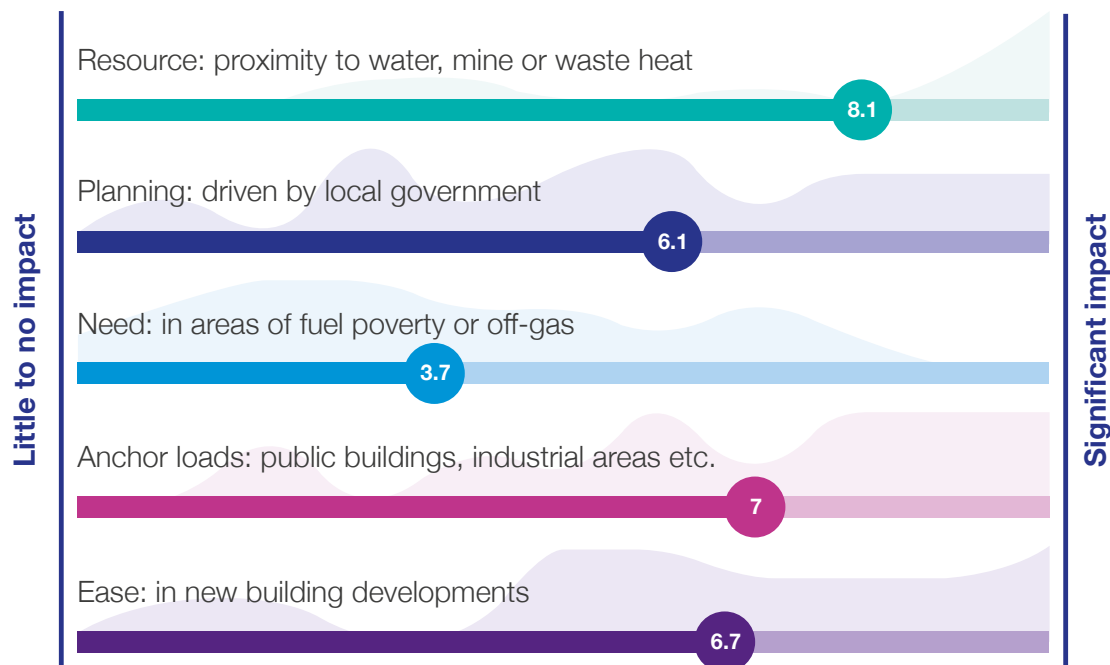 Resource: proximity to water, mine or waste heat
8.1
Planning: driven by local government
6.1
Little to no impact
Significant impact
Need: in areas of fuel poverty or off-gas
3.7
Anchor loads: public buildings, industrial areas etc.
7
Ease: in new building developments
6.7